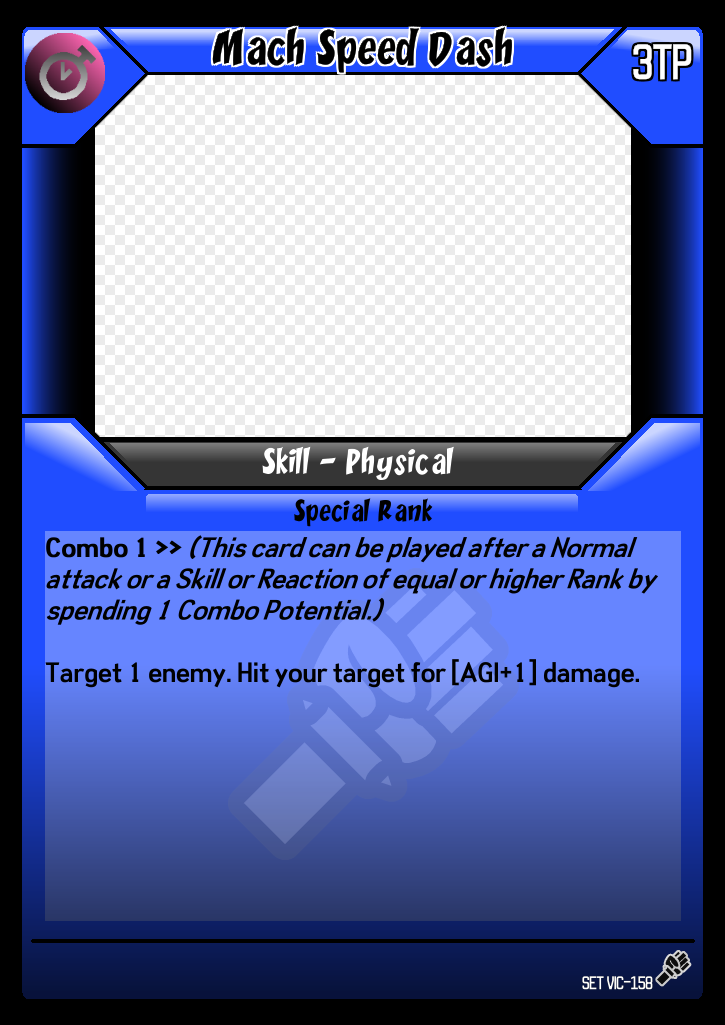 Mach Speed Dash
3TP
Skill - Physical
Special Rank
Combo 1 >> (This card can be played after a Normal
attack or a Skill or Reaction of equal or higher Rank by
spending 1 Combo Potential.)
Target 1 enemy. Hit your target for [AGI+1] damage.
SET VIC-158